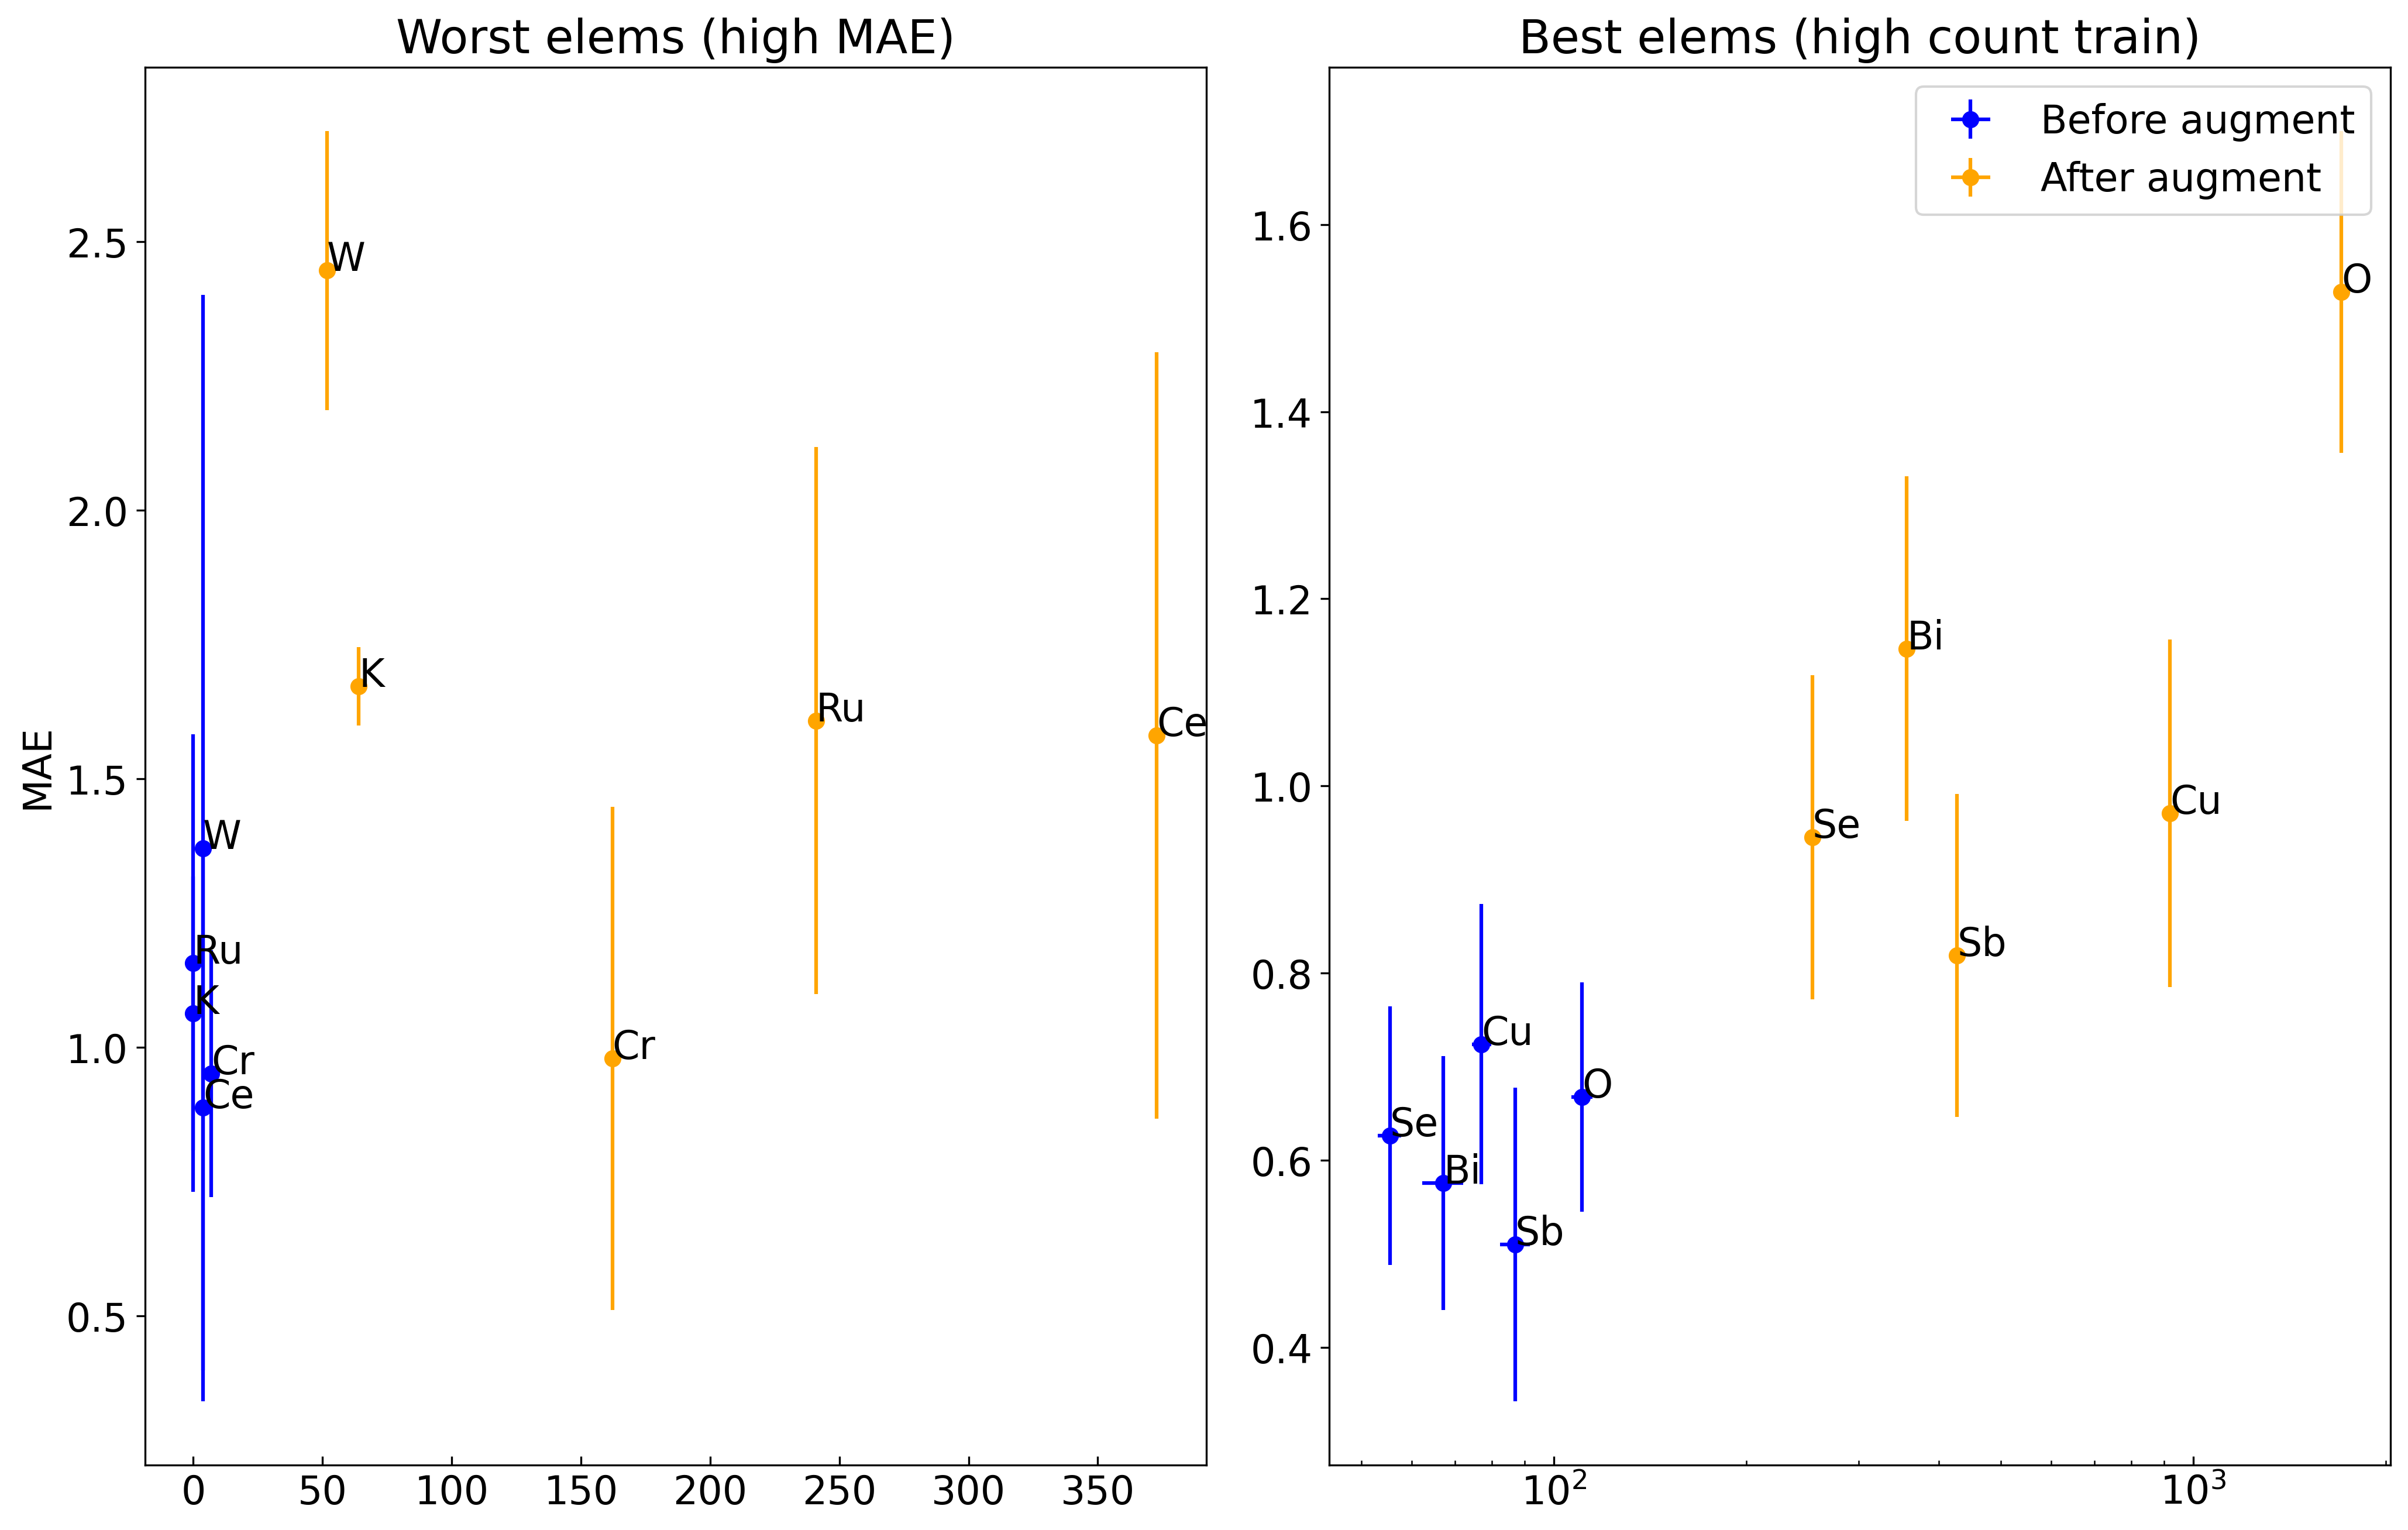 Worst elems (high MAE)
MAE
2.5
2.0
1.5
1.0
0.5
W
K
Ru
Ce
W
Ru
K
Cr
Ce
Cr
0
50
100
150
200
250
300
350
Best elems (high count train)
Before augment
After augment
1.6
1.4
1.2
1.0
0.8
0.6
0.4
O
Bi
Se
Cu
Sb
Cu
O
Se
Bi
Sb
10²
10³